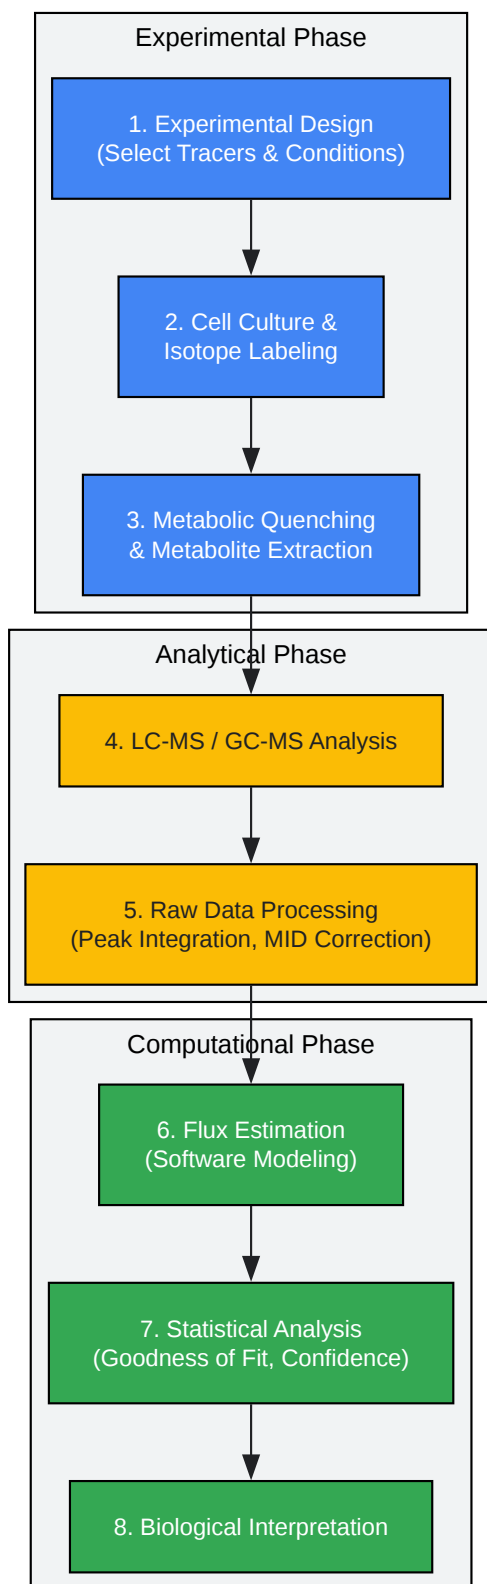 Experimental Phase
1. Experimental Design
(Select Tracers & Conditions)
2. Cell Culture &
Isotope Labeling
3. Metabolic Quenching
& Metabolite Extraction
Analytical Phase
4. LC-MS / GC-MS Analysis
5. Raw Data Processing
(Peak Integration, MID Correction)
Computational Phase
6. Flux Estimation
(Software Modeling)
7. Statistical Analysis
(Goodness of Fit, Confidence)
8. Biological Interpretation